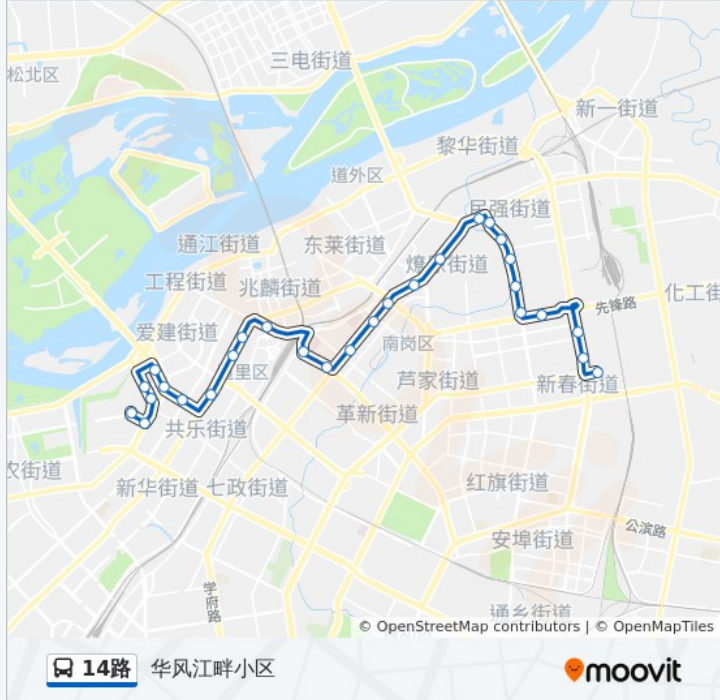 三电街道
松北区
新一街道
黎华街道
道外区
民强街道
通江街道
东莱街道
工程街道
兆麟街道
化工街
先锋路
爱建街道
南岗区
里区
芦家街道
新春街道
革新街道
共乐街道
农街道
新华街道
七政街道
红旗街道
公滨路
安埠街道
学府路
通乡街道
© OpenStreetMap contributors | © OpenMapTiles
14路
华风江畔小区
moovit